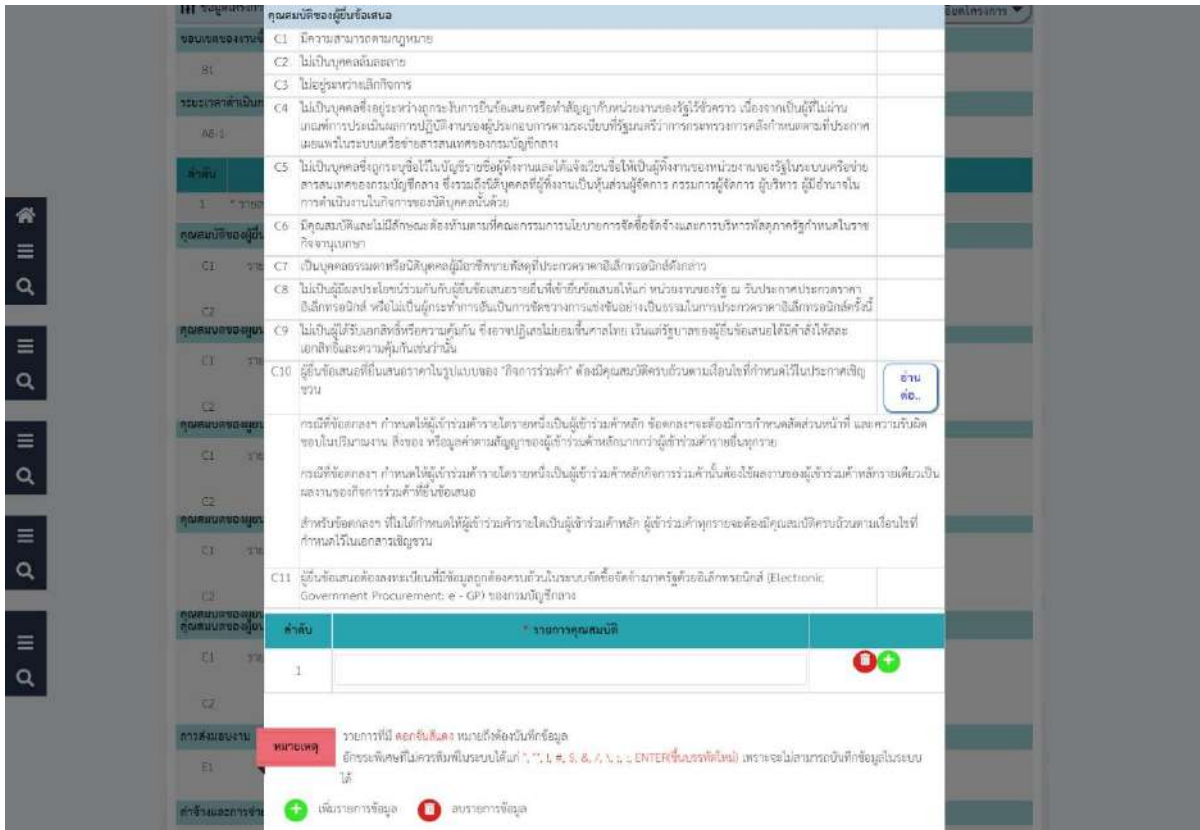 คุณสมบัติของผู้ยื่นข้อเสนอ
C1 มีความสามารถตามกฎหมาย
C2 ไม่เป็นบุคคลล้มละลาย
C3 ไม่อยู่ระหว่างเลิกกิจการ
C4 ไม่เป็นบุคคลซึ่งอยู่ระหว่างถูกระงับการยื่นข้อเสนอหรือทำสัญญากับหน่วยงานของรัฐไว้ชั่วคราว เนื่องจากเป็นผู้ที่ไม่ผ่าน
เกณฑ์การประเมินผลการปฏิบัติงานของผู้ประกอบการตามระเบียบที่รัฐมนตรีว่าการกระทรวงการคลังกำหนดตามที่ประกาศ
เผยแพร่ในระบบเครือข่ายสารสนเทศของกรมบัญชีกลาง
C5 ไม่เป็นบุคคลซึ่งถูกระบุชื่อไว้ในบัญชีรายชื่อผู้ทิ้งงานและได้แจ้งเวียนชื่อให้เป็นผู้ทิ้งงานของหน่วยงานของรัฐในระบบเครือข่าย
สารสนเทศของกรมบัญชีกลาง ซึ่งรวมถึงนิติบุคคลที่ผู้ทิ้งงานเป็นหุ้นส่วนผู้จัดการ กรรมการผู้จัดการ ผู้บริหาร ผู้มีอำนาจใน
การดำเนินงานในกิจการของนิติบุคคลนั้นด้วย
C6 มีคุณสมบัติและไม่มีลักษณะต้องห้ามตามที่คณะกรรมการนโยบายการจัดซื้อจัดจ้างและการบริหารพัสดุภาครัฐกำหนดในราช
กิจจานุเบกษา
C7 เป็นบุคคลธรรมดาหรือนิติบุคคลผู้มีอาชีพขายพัสดุที่ประกวดราคาอิเล็กทรอนิกส์ดังกล่าว
C8 ไม่เป็นผู้มีผลประโยชน์ร่วมกันกับผู้ยื่นข้อเสนอรายอื่นที่เข้ายื่นข้อเสนอให้แก่ หน่วยงานของรัฐ ณ วันประกาศประกวดราคา
อิเล็กทรอนิกส์ หรือไม่เป็นผู้กระทำการอันเป็นการขัดขวางการแข่งขันอย่างเป็นธรรมในการประกวดราคาอิเล็กทรอนิกส์ครั้งนี้
C9 ไม่เป็นผู้ได้รับเอกสิทธิ์หรือความคุ้มกัน ซึ่งอาจปฏิเสธไม่ยอมขึ้นศาลไทย เว้นแต่รัฐบาลของผู้ยื่นข้อเสนอได้มีคำสั่งให้สละ
เอกสิทธิ์และความคุ้มกันเช่นว่านั้น
C10 ผู้ยื่นข้อเสนอที่ยื่นเสนอราคาในรูปแบบของ "กิจการร่วมค้า" ต้องมีคุณสมบัติครบถ้วนตามเงื่อนไขที่กำหนดไว้ในประกาศเชิญ
ชวน
อ่าน
ต่อ..
กรณีที่ข้อตกลงฯ กำหนดให้ผู้เข้าร่วมค้ารายใดรายหนึ่งเป็นผู้เข้าร่วมค้าหลัก ข้อตกลงฯจะต้องมีการกำหนดสัดส่วนหน้าที่ และความรับผิด
ชอบในปริมาณงาน สิ่งของ หรือมูลค่าตามสัญญาของผู้เข้าร่วมค้าหลักมากกว่าผู้เข้าร่วมค้ารายอื่นทุกราย
กรณีที่ข้อตกลงฯ กำหนดให้ผู้เข้าร่วมค้ารายใดรายหนึ่งเป็นผู้เข้าร่วมค้าหลักกิจการร่วมค้านั้นต้องใช้ผลงานของผู้เข้าร่วมค้าหลักรายเดียวเป็น
ผลงานของกิจการร่วมค้าที่ยื่นข้อเสนอ
สำหรับข้อตกลงฯ ที่ไม่ได้กำหนดให้ผู้เข้าร่วมค้ารายใดเป็นผู้เข้าร่วมค้าหลัก ผู้เข้าร่วมค้าทุกรายจะต้องมีคุณสมบัติครบถ้วนตามเงื่อนไขที่
กำหนดไว้ในเอกสารเชิญชวน
C11 ผู้ยื่นข้อเสนอต้องลงทะเบียนที่มีข้อมูลถูกต้องครบถ้วนในระบบจัดซื้อจัดจ้างภาครัฐด้วยอิเล็กทรอนิกส์ (Electronic
Government Procurement: e - GP) ของกรมบัญชีกลาง
ลำดับ * รายการคุณสมบัติ
1
หมายเหตุ
รายการที่มี ดอกจันสีแดง หมายถึงต้องบันทึกข้อมูล
อักขระพิเศษที่ไม่ควรพิมพ์ในระบบได้แก่ ENTER(ขึ้นบรรทัดใหม่) เพราะจะไม่สามารถบันทึกข้อมูลในระบบ
ได้
เพิ่มรายการข้อมูล ลบรายการข้อมูล
ระยะเวลาดำเนิน
ลำดับ
C1
C2
C1
C2
C1
C2
C1
C2
C1
C2
การส่งมอบงาน
E1